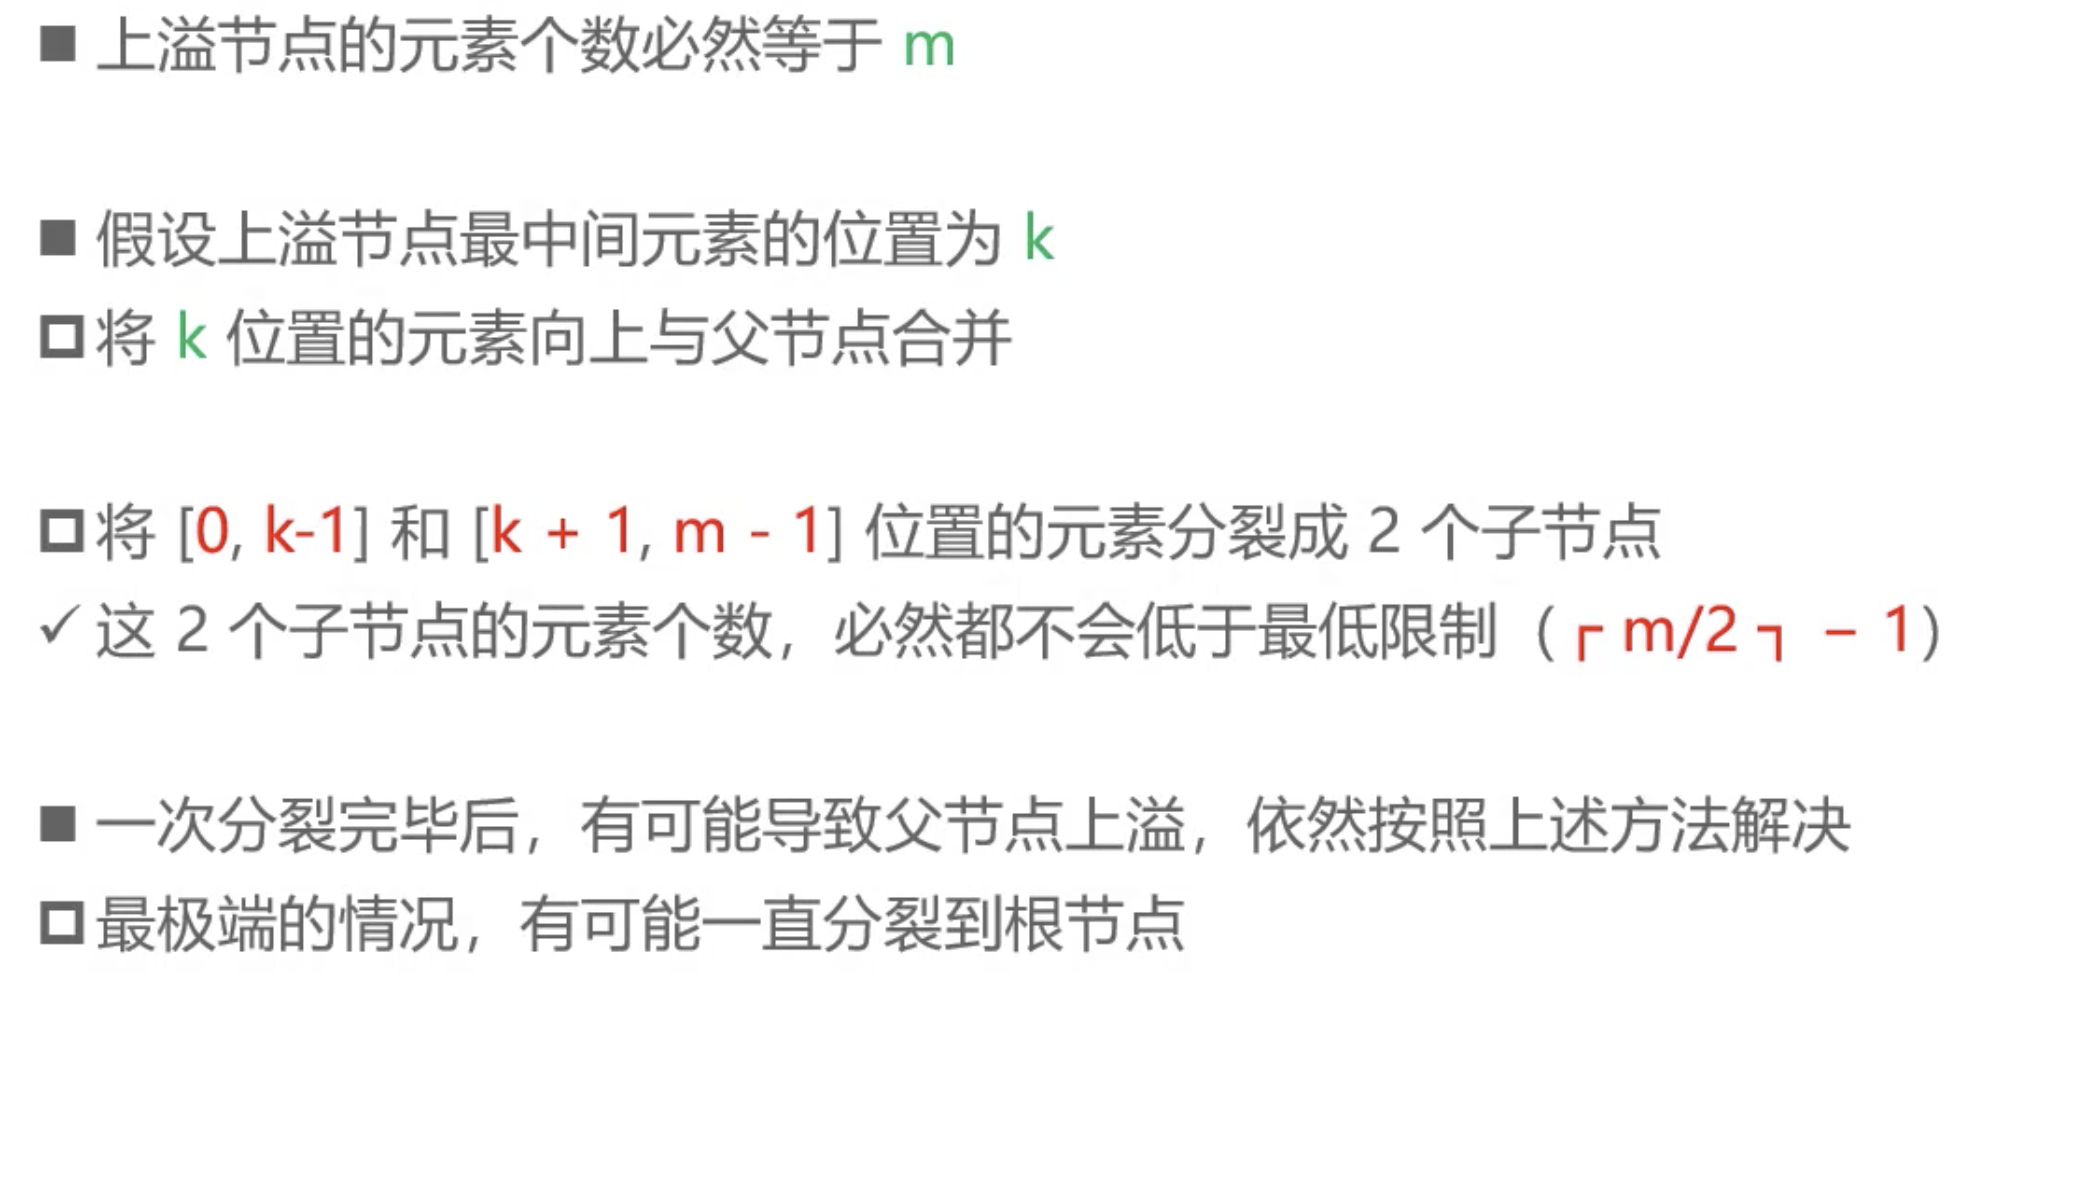 ■ 上溢节点的元素个数必然等于 m
■ 假设上溢节点最中间元素的位置为 k
□ 将 k 位置的元素向上与父节点合并
□ 将 [0, k-1] 和 [k + 1, m - 1] 位置的元素分裂成 2 个子节点
✓ 这 2 个子节点的元素个数，必然都不会低于最低限制（┌ m/2 ┐ − 1）
■ 一次分裂完毕后，有可能导致父节点上溢，依然按照上述方法解决
□ 最极端的情况，有可能一直分裂到根节点